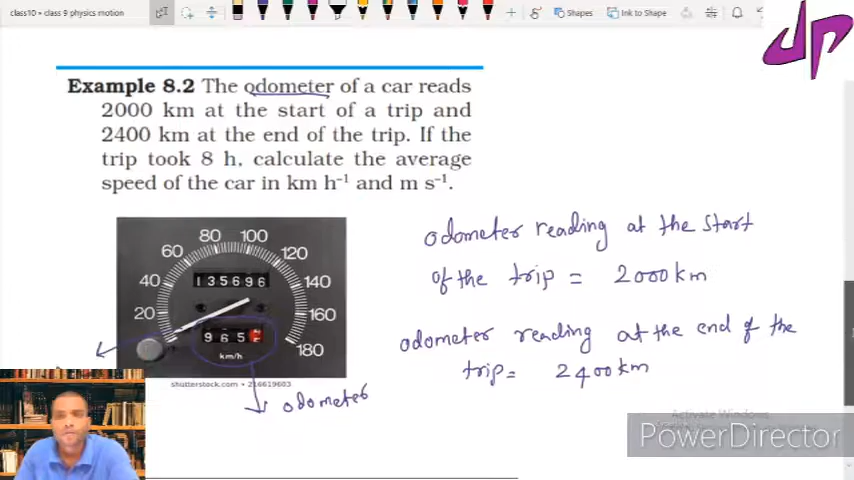 class10 • class 9 physics motion
Shapes
Ink to Shape
dp
Example 8.2 The odometer of a car reads
2000 km at the start of a trip and
2400 km at the end of the trip. If the
trip took 8 h, calculate the average
speed of the car in km h⁻¹ and m s⁻¹.
odometer reading at the start
of the trip = 2000km
odometer reading at the end of the
trip= 2400km
80 100
60 120
40 135696 140
20 160
965
180
km/h
shutterstock.com • 216619603
odometer
Activate Windows
PowerDirector